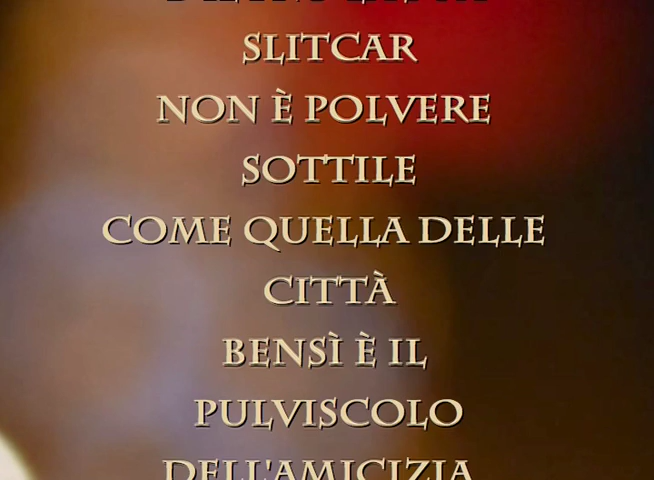 SLITCAR
NON È POLVERE
SOTTILE
COME QUELLA DELLE
CITTÀ
BENSÌ È IL
PULVISCOLO
DELL'AMICIZIA